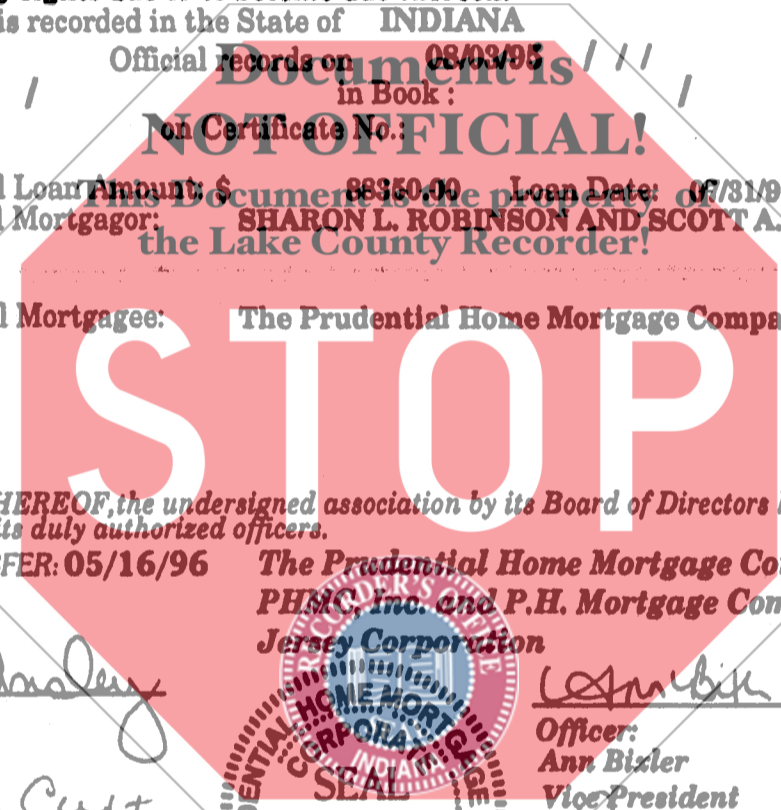 is recorded in the State of INDIANA
Official records on 08/03/95
Document is
in Book :
on Certificate No.:
NOT OFFICIAL!
l Loan Amount: $ 88350.00 Loan Date: 07/31/
This Document is the property of
l Mortgagor: SHARON L. ROBINSON AND SCOTT A.
the Lake County Recorder!
l Mortgagee: The Prudential Home Mortgage Compa
STOP
HEREOF, the undersigned association by its Board of Directors
its duly authorized officers.
FER: 05/16/96 The Prudential Home Mortgage Co
PHMC, Inc. and P.H. Mortgage Con
Jersey Corporation
RECORDER'S OFFICE
INDIANA
HOME MORTGAGE
SEAL
Officer:
Ann Bixler
Vice President